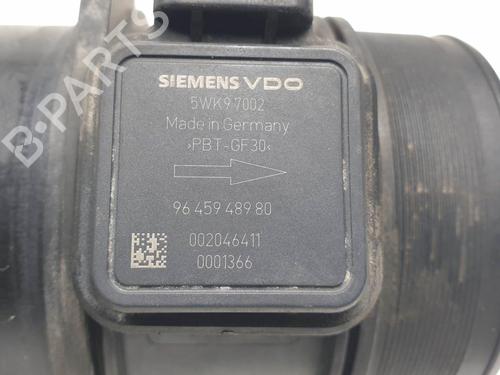 B-PARTS
SIEMENS VDO
5WK9 7002
Made in Germany
>PBT-GF30<
96 459 489 80
002046411
0001366